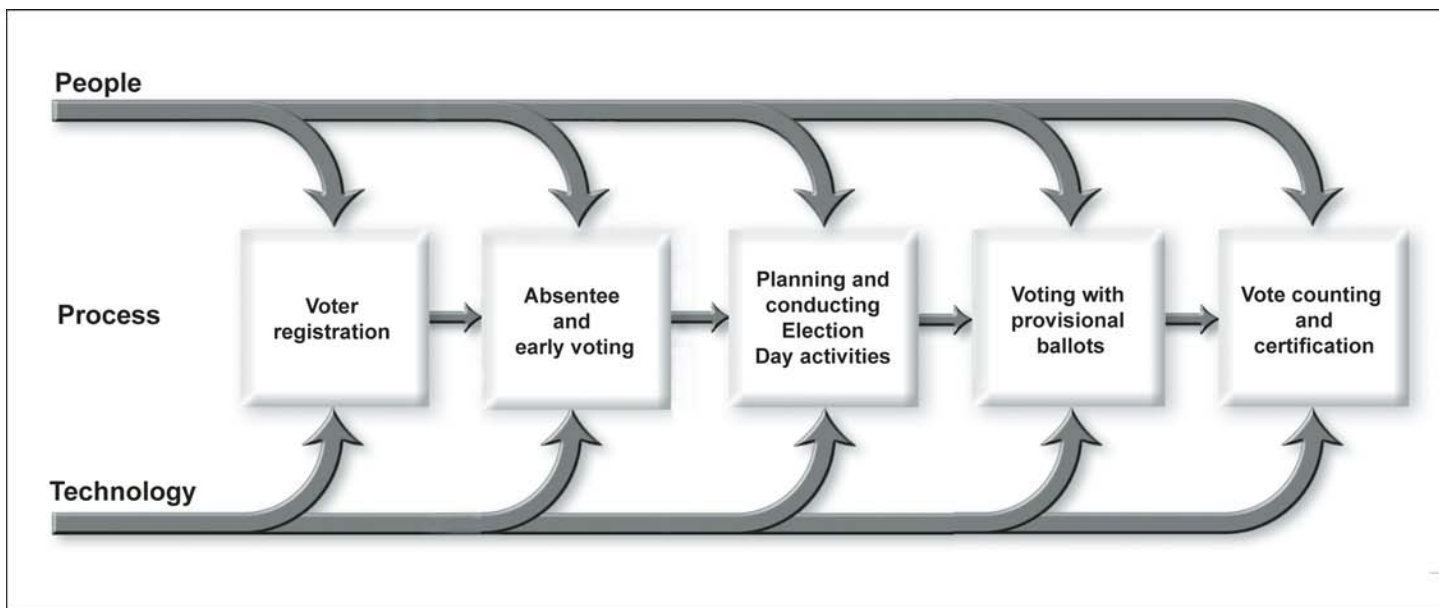 People
Process
Voter
registration
Absentee
and
early voting
Planning and
conducting
Election
Day activities
Voting with
provisional
ballots
Vote counting
and
certification
Technology